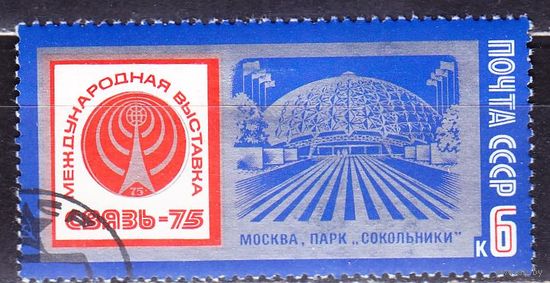 МЕЖДУНАРОДНАЯ ВЫСТАВКА
75
СВЯЗЬ-75
МОСКВА, ПАРК „СОКОЛЬНИКИ"
ПОЧТА СССР
6 К